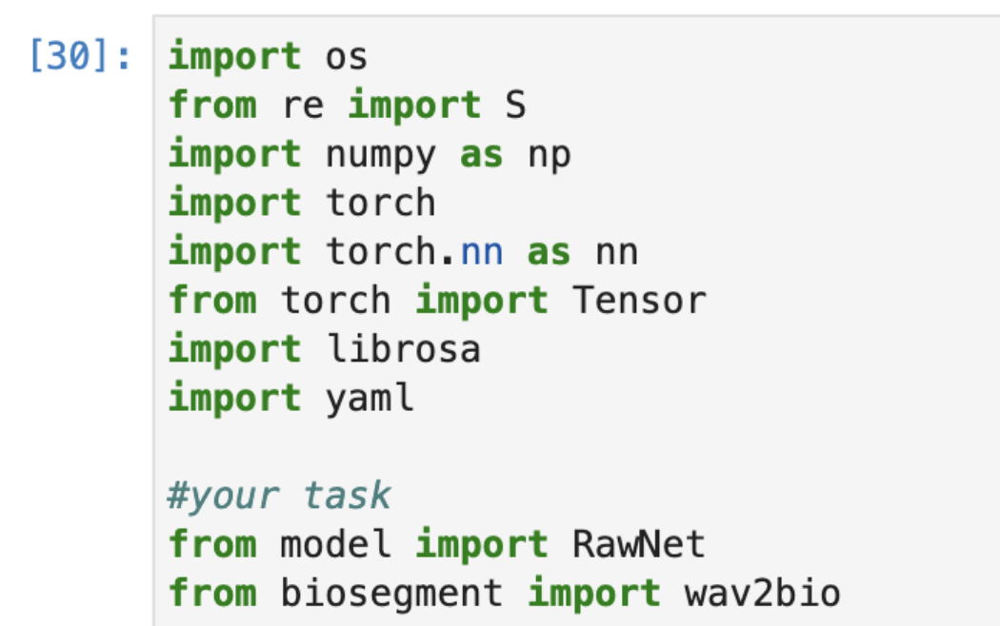 [30]: import os
from re import S
import numpy as np
import torch
import torch.nn as nn
from torch import Tensor
import librosa
import yaml
#your task
from model import RawNet
from biosegment import wav2bio